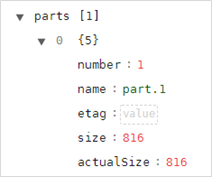 ▼ parts [1]
▼ 0 {5}
number : 1
name : part.1
etag : value
size : 816
actualSize : 816